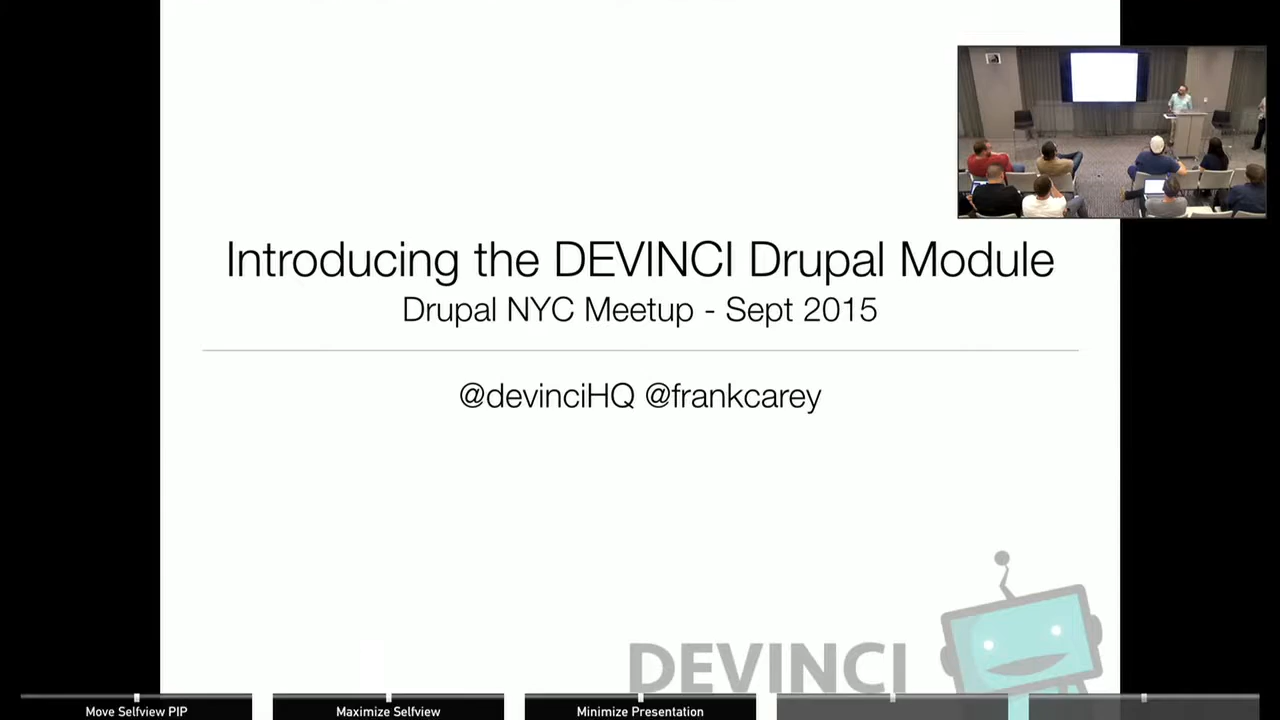 Introducing the DEVINCI Drupal Module
Drupal NYC Meetup - Sept 2015
@devinciHQ @frankcarey
DEVINCI
Move Selfview PIP
Maximize Selfview
Minimize Presentation